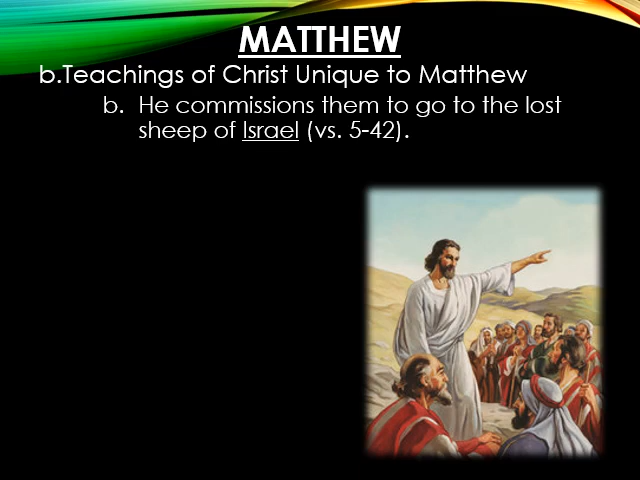 MATTHEW
b.Teachings of Christ Unique to Matthew
b. He commissions them to go to the lost
sheep of Israel (vs. 5-42).